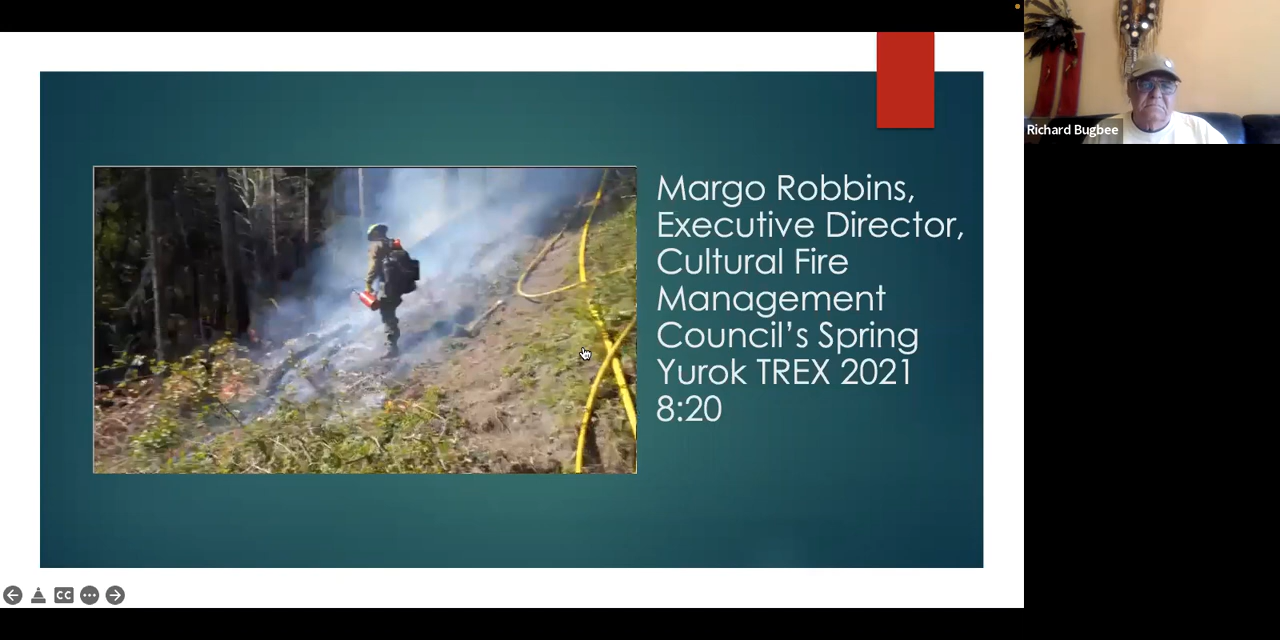 Margo Robbins,
Executive Director,
Cultural Fire
Management
Council’s Spring
Yurok TREX 2021
8:20
Richard Bugbee
CC